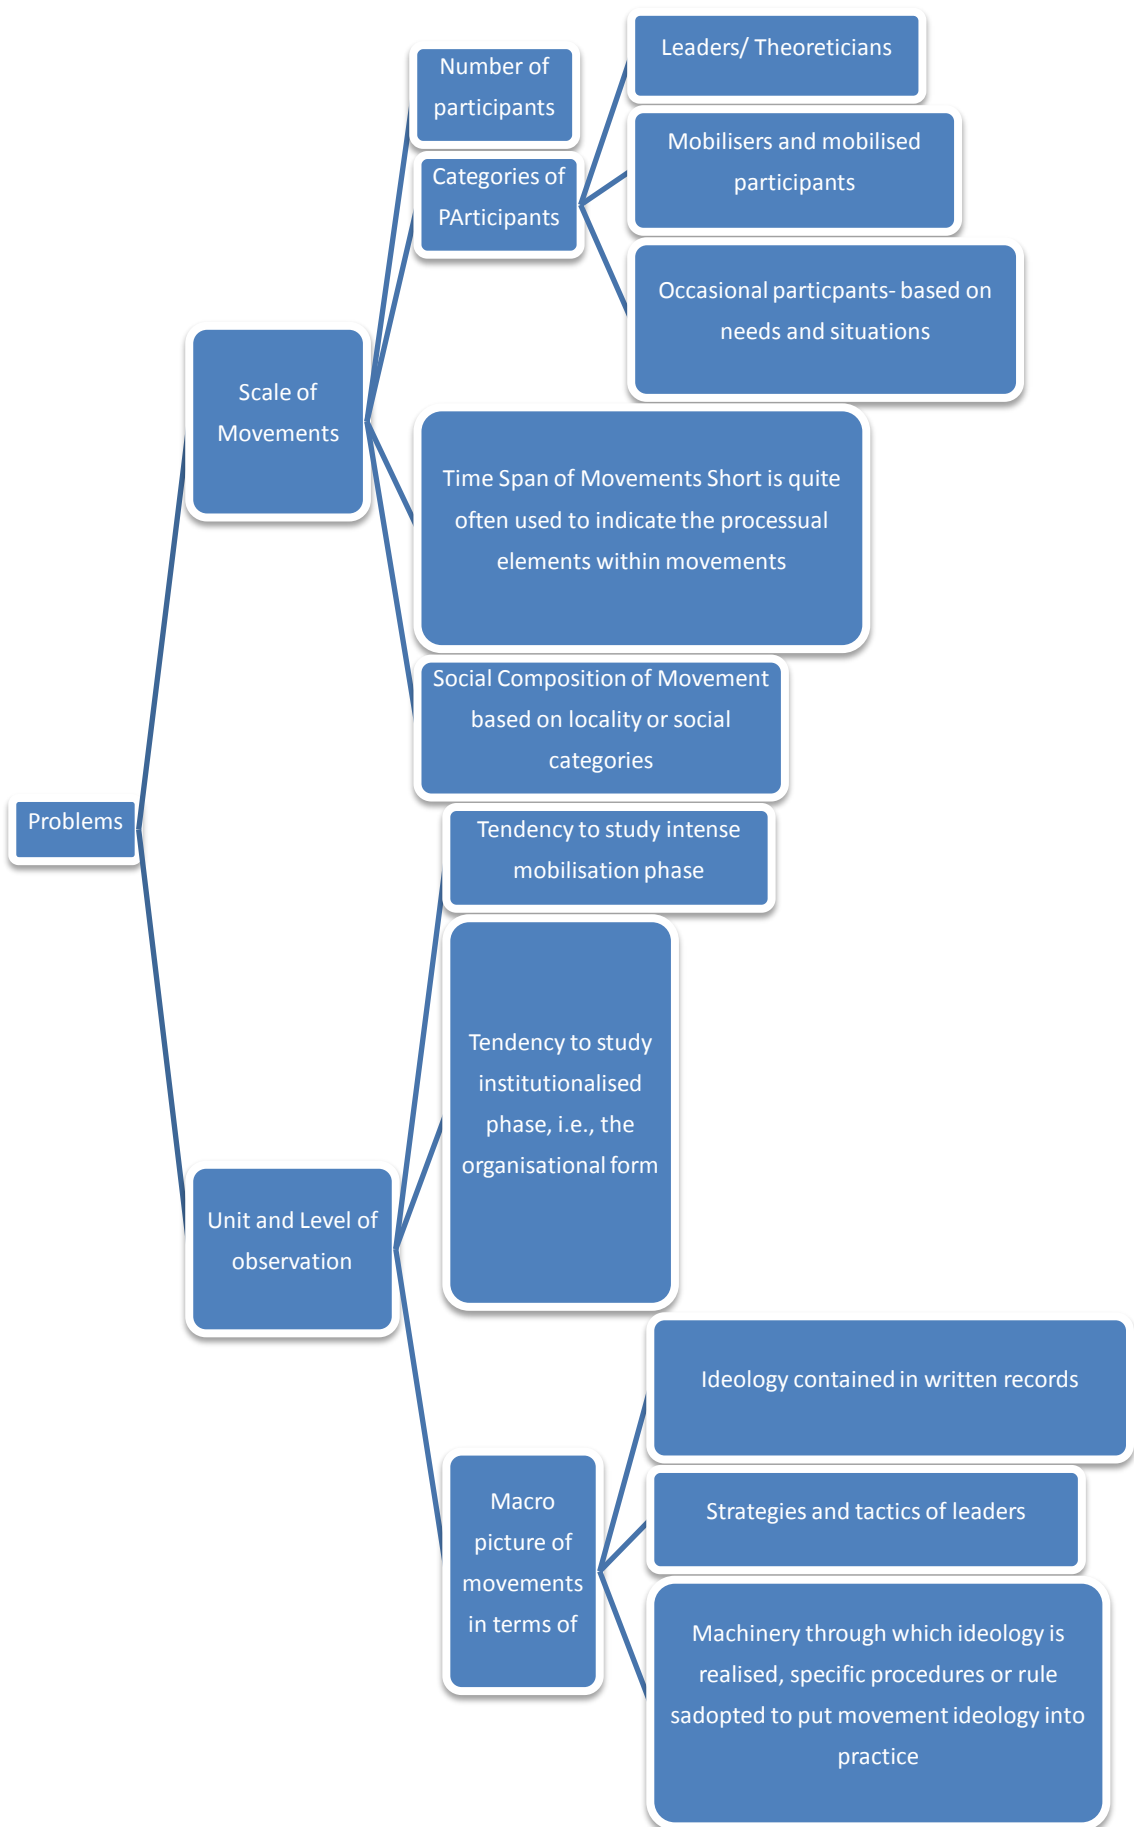 Problems
Scale of
Movements
Number of
participants
Categories of
PArticipants
Leaders/ Theoreticians
Mobilisers and mobilised
participants
Occasional particpants- based on
needs and situations
Time Span of Movements Short is quite
often used to indicate the processual
elements within movements
Social Composition of Movement
based on locality or social
categories
Unit and Level of
observation
Tendency to study intense
mobilisation phase
Tendency to study
institutionalised
phase, i.e., the
organisational form
Macro
picture of
movements
in terms of
Ideology contained in written records
Strategies and tactics of leaders
Machinery through which ideology is
realised, specific procedures or rule
sadopted to put movement ideology into
practice